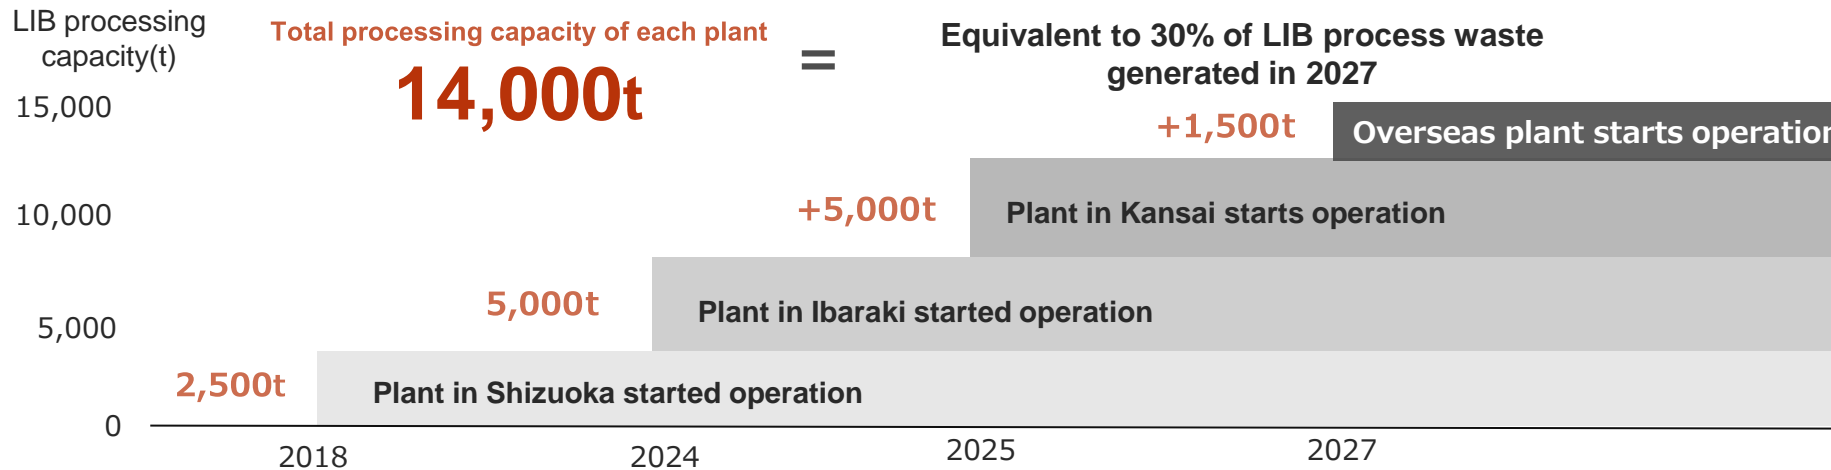 LIB processing
capacity(t)
Total processing capacity of each plant
14,000t
=
Equivalent to 30% of LIB process waste
generated in 2027
15,000
+1,500t
Overseas plant starts operation
10,000
+5,000t
Plant in Kansai starts operation
5,000
5,000t
Plant in Ibaraki started operation
2,500t
Plant in Shizuoka started operation
0
2018
2024
2025
2027